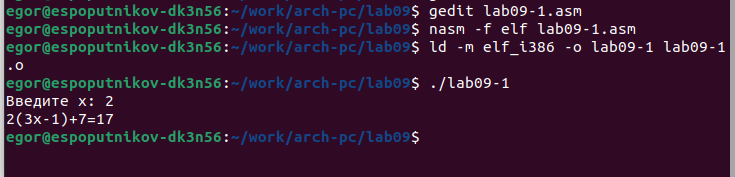 egor@espoputnikov-dk3n56:~/work/arch-pc/lab09$ gedit lab09-1.asm
egor@espoputnikov-dk3n56:~/work/arch-pc/lab09$ nasm -f elf lab09-1.asm
egor@espoputnikov-dk3n56:~/work/arch-pc/lab09$ ld -m elf_i386 -o lab09-1 lab09-1
.o
egor@espoputnikov-dk3n56:~/work/arch-pc/lab09$ ./lab09-1
Введите x: 2
2(3x-1)+7=17
egor@espoputnikov-dk3n56:~/work/arch-pc/lab09$